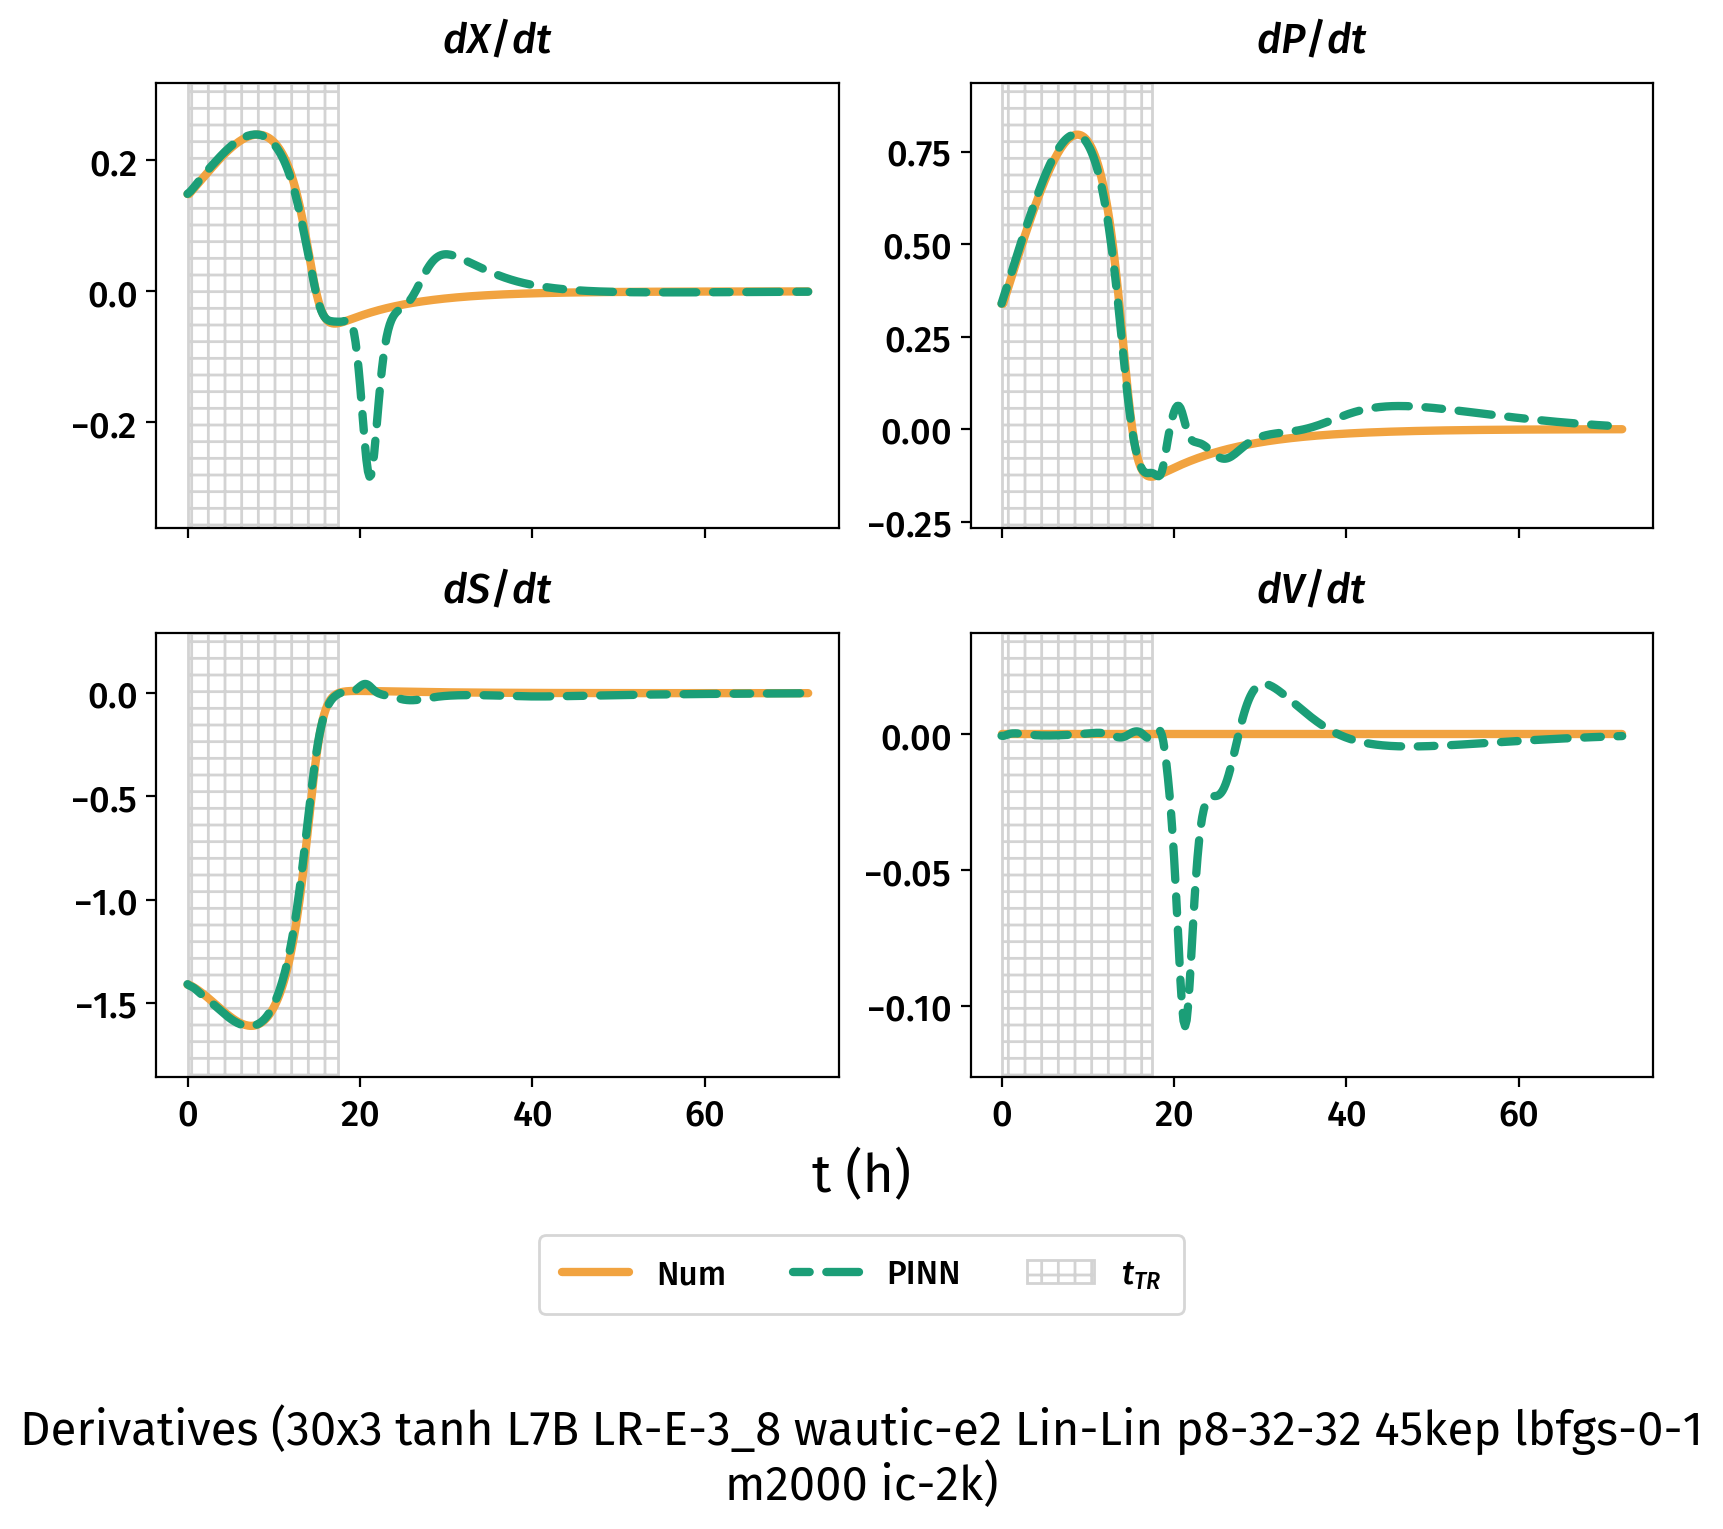 dX/dt
dP/dt
0.2
0.0
−0.2
0.75
0.50
0.25
0.00
−0.25
dS/dt
dV/dt
0.0
−0.5
−1.0
−1.5
0.00
−0.05
−0.10
0 20 40 60
0 20 40 60
t (h)
Num PINN tTR
Derivatives (30x3 tanh L7B LR-E-3_8 wautic-e2 Lin-Lin p8-32-32 45kep lbfgs-0-1
m2000 ic-2k)